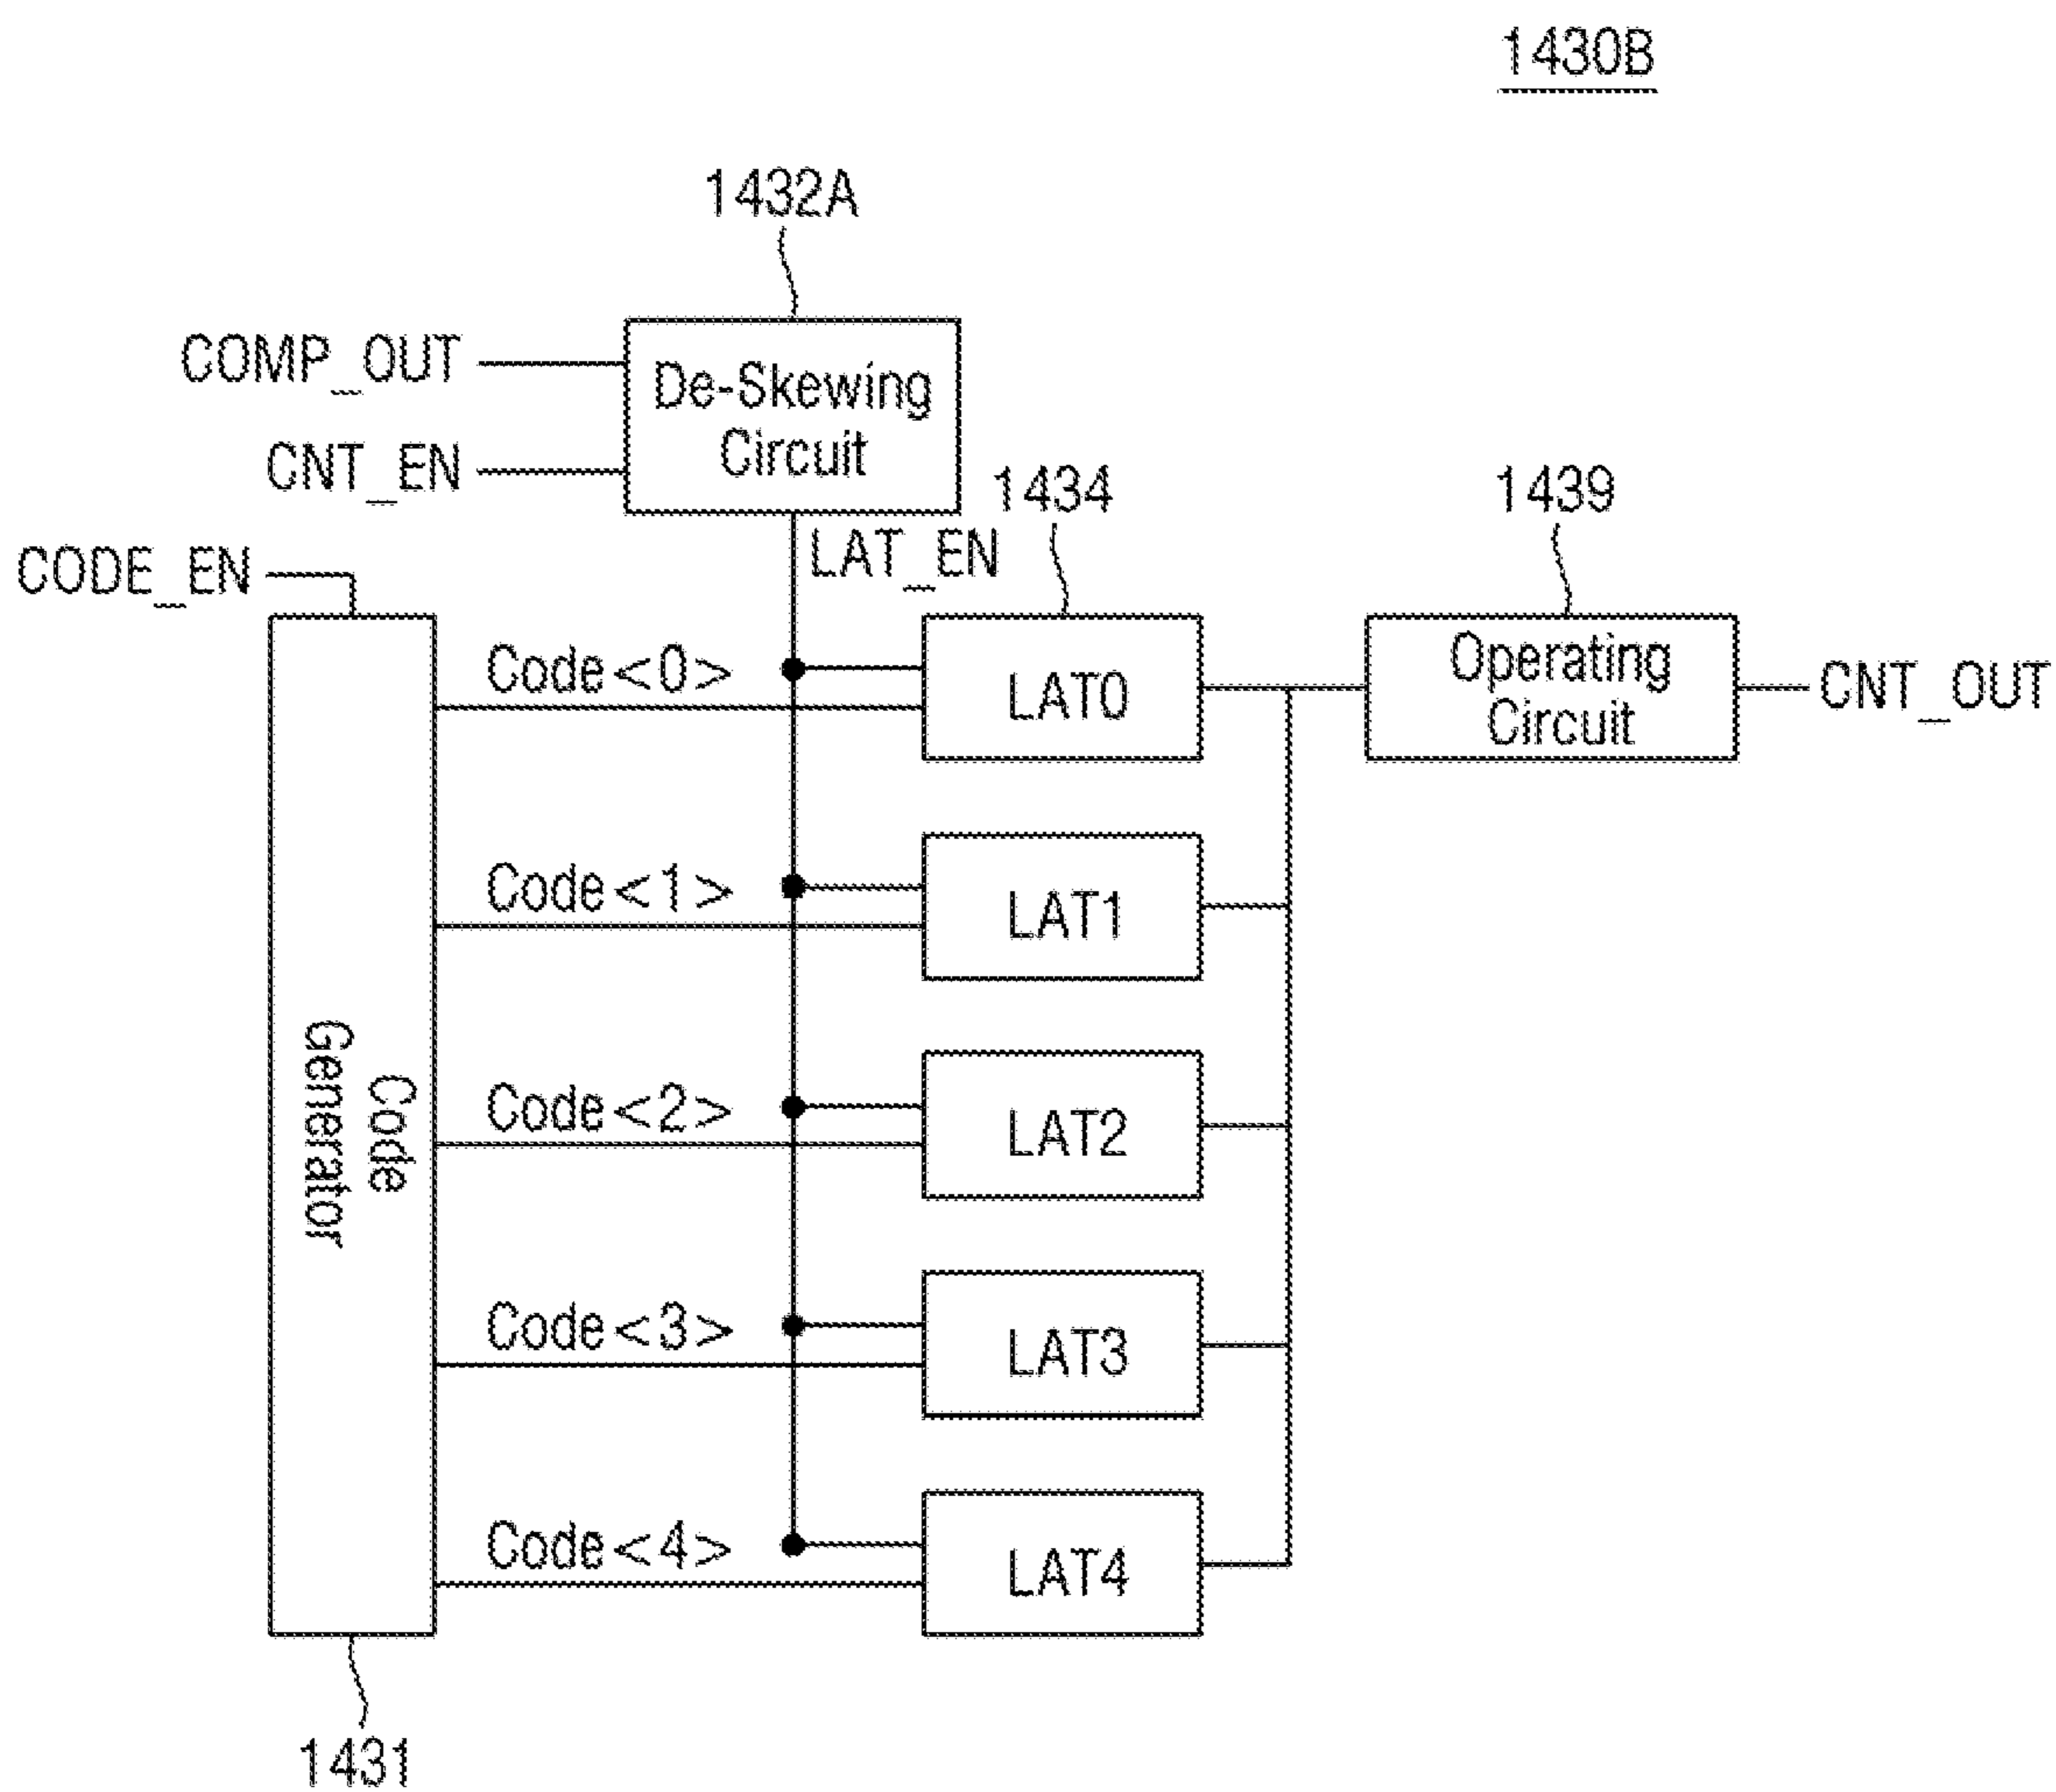 1430B
1432A
COMP_OUT
De-Skewing
Circuit
CNT_EN
1434
1439
LAT_EN
CODE_EN
Code<0>
LAT0
Operating
Circuit
CNT_OUT
Code<1>
LAT1
Code
Generator
Code<2>
LAT2
Code<3>
LAT3
Code<4>
LAT4
1431